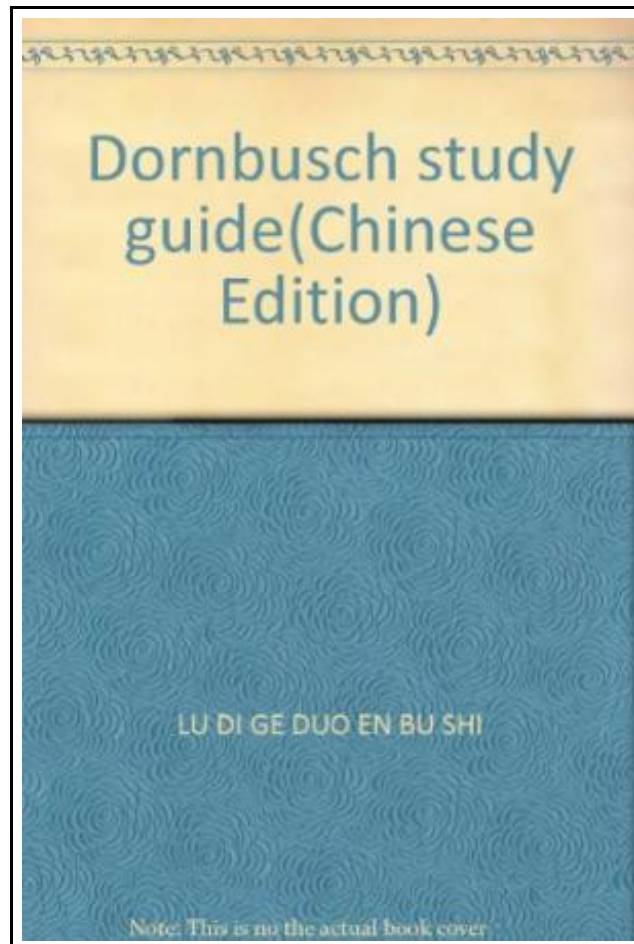 Dornbusch study
guide(Chinese
Edition)
LU DI GE DUO EN BU SHI
Note: This is no the actual book cover